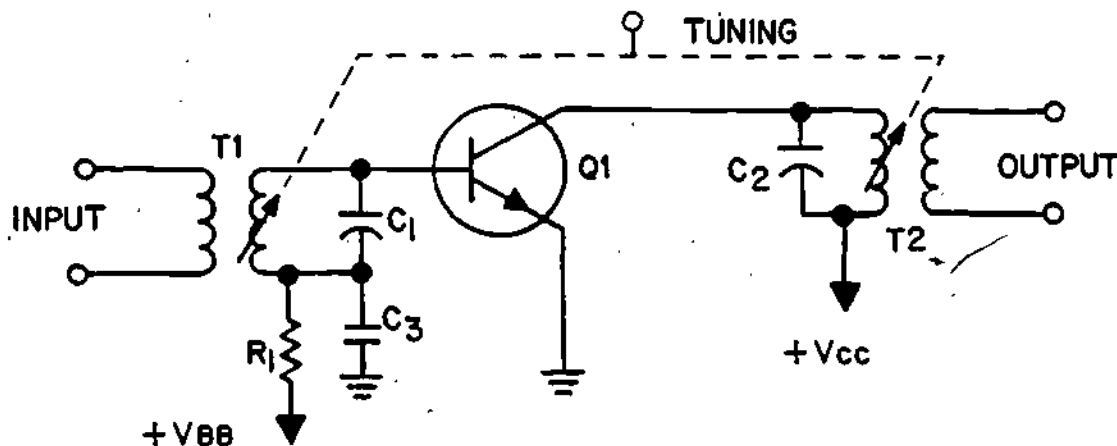 TUNING
T1
Q1
C2
OUTPUT
INPUT
C1
T2
C3
R1
+Vcc
+VBB